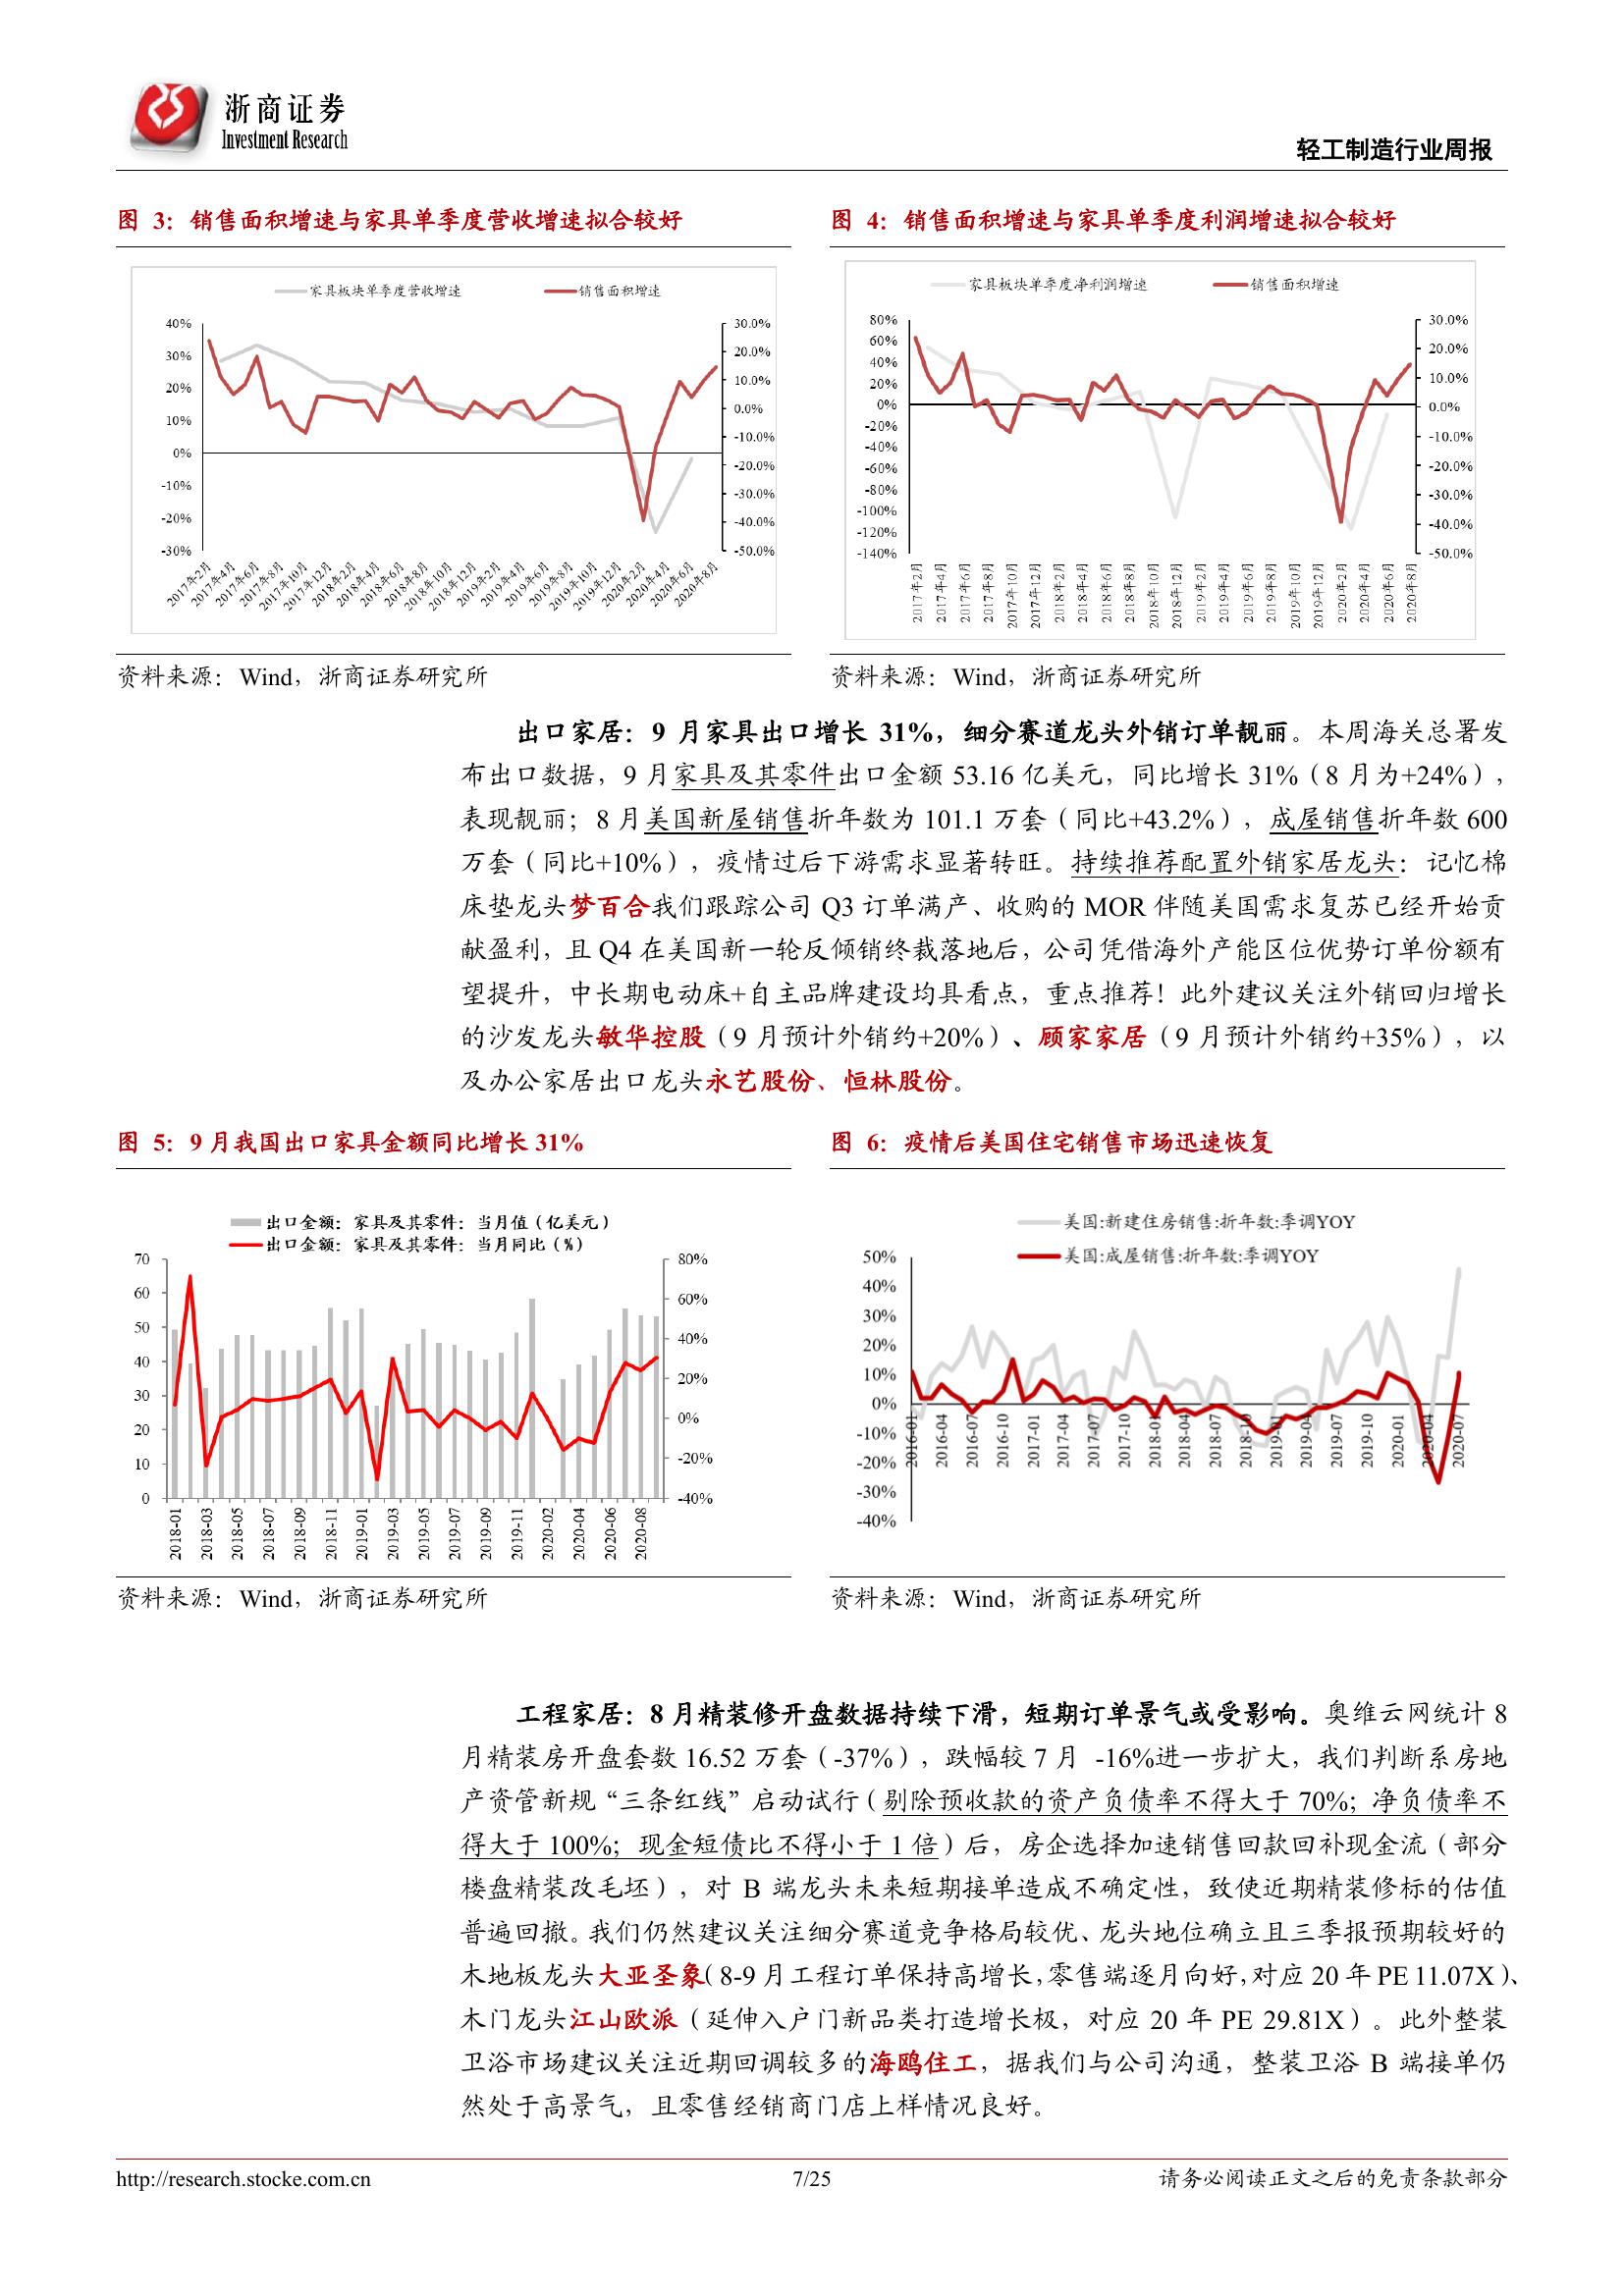 浙商证券
Investment Research
轻工制造行业周报
图 3：销售面积增速与家具单季度营收增速拟合较好
家具板块单季度营收增速 销售面积增速
40%
30%
20%
10%
0%
-10%
-20%
-30%
30.0%
20.0%
10.0%
0.0%
-10.0%
-20.0%
-30.0%
-40.0%
-50.0%
2017年2月
2017年4月
2017年6月
2017年8月
2017年10月
2017年12月
2018年2月
2018年4月
2018年6月
2018年8月
2018年10月
2018年12月
2019年2月
2019年4月
2019年6月
2019年8月
2019年10月
2019年12月
2020年2月
2020年4月
2020年6月
2020年8月
资料来源：Wind，浙商证券研究所
图 4：销售面积增速与家具单季度利润增速拟合较好
家具板块单季度净利润增速 销售面积增速
80%
60%
40%
20%
0%
-20%
-40%
-60%
-80%
-100%
-120%
-140%
30.0%
20.0%
10.0%
0.0%
-10.0%
-20.0%
-30.0%
-40.0%
-50.0%
2017年2月
2017年4月
2017年6月
2017年8月
2017年10月
2017年12月
2018年2月
2018年4月
2018年6月
2018年8月
2018年10月
2018年12月
2019年2月
2019年4月
2019年6月
2019年8月
2019年10月
2019年12月
2020年2月
2020年4月
2020年6月
2020年8月
资料来源：Wind，浙商证券研究所
出口家居：9 月家具出口增长 31%，细分赛道龙头外销订单靓丽。本周海关总署发
布出口数据，9 月家具及其零件出口金额 53.16 亿美元，同比增长 31%（8 月为+24%），
表现靓丽；8 月美国新屋销售折年数为 101.1 万套（同比+43.2%），成屋销售折年数 600
万套（同比+10%），疫情过后下游需求显著转旺。持续推荐配置外销家居龙头：记忆棉
床垫龙头梦百合我们跟踪公司 Q3 订单满产、收购的 MOR 伴随美国需求复苏已经开始贡
献盈利，且 Q4 在美国新一轮反倾销终裁落地后，公司凭借海外产能区位优势订单份额有
望提升，中长期电动床+自主品牌建设均具看点，重点推荐！此外建议关注外销回归增长
的沙发龙头敏华控股（9 月预计外销约+20%）、顾家家居（9 月预计外销约+35%），以
及办公家居出口龙头永艺股份、恒林股份。
图 5：9 月我国出口家具金额同比增长 31%
出口金额：家具及其零件：当月值（亿美元）
出口金额：家具及其零件：当月同比（%）
70
60
50
40
30
20
10
0
80%
60%
40%
20%
0%
-20%
-40%
2018-01
2018-03
2018-05
2018-07
2018-09
2018-11
2019-01
2019-03
2019-05
2019-07
2019-09
2019-11
2020-02
2020-04
2020-06
2020-08
资料来源：Wind，浙商证券研究所
图 6：疫情后美国住宅销售市场迅速恢复
美国:新建住房销售:折年数:季调YOY
美国:成屋销售:折年数:季调YOY
50%
40%
30%
20%
10%
0%
-10%
-20%
-30%
-40%
2016-01
2016-04
2016-07
2016-10
2017-01
2017-04
2017-07
2017-10
2018-01
2018-04
2018-07
2018-10
2019-01
2019-04
2019-07
2019-10
2020-01
2020-04
2020-07
资料来源：Wind，浙商证券研究所
工程家居：8 月精装修开盘数据持续下滑，短期订单景气或受影响。奥维云网统计 8
月精装房开盘套数 16.52 万套（-37%），跌幅较 7 月 -16%进一步扩大，我们判断系房地
产资管新规“三条红线”启动试行（剔除预收款的资产负债率不得大于 70%；净负债率不
得大于 100%；现金短债比不得小于 1 倍）后，房企选择加速销售回款回补现金流（部分
楼盘精装改毛坯），对 B 端龙头未来短期接单造成不确定性，致使近期精装修标的估值
普遍回撤。我们仍然建议关注细分赛道竞争格局较优、龙头地位确立且三季报预期较好的
木地板龙头大亚圣象（8-9 月工程订单保持高增长，零售端逐月向好，对应 20 年 PE 11.07X）、
木门龙头江山欧派（延伸入户门新品类打造增长极，对应 20 年 PE 29.81X）。此外整装
卫浴市场建议关注近期回调较多的海鸥住工，据我们与公司沟通，整装卫浴 B 端接单仍
然处于高景气，且零售经销商门店上样情况良好。
http://research.stocke.com.cn
7/25
请务必阅读正文之后的免责条款部分